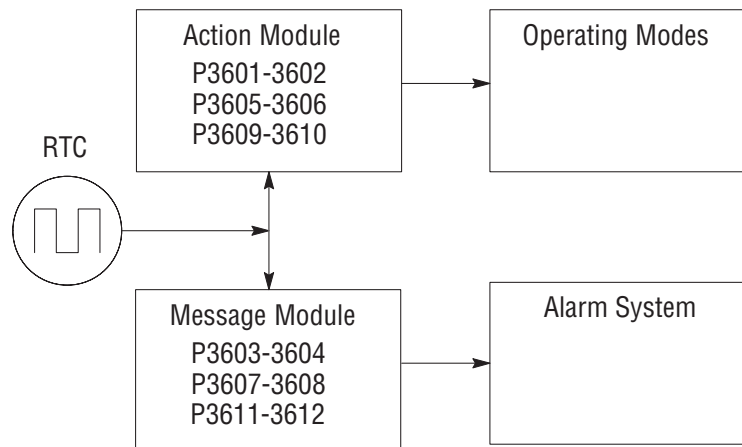 Action Module
P3601-3602
P3605-3606
P3609-3610
Operating Modes
RTC
Message Module
P3603-3604
P3607-3608
P3611-3612
Alarm System